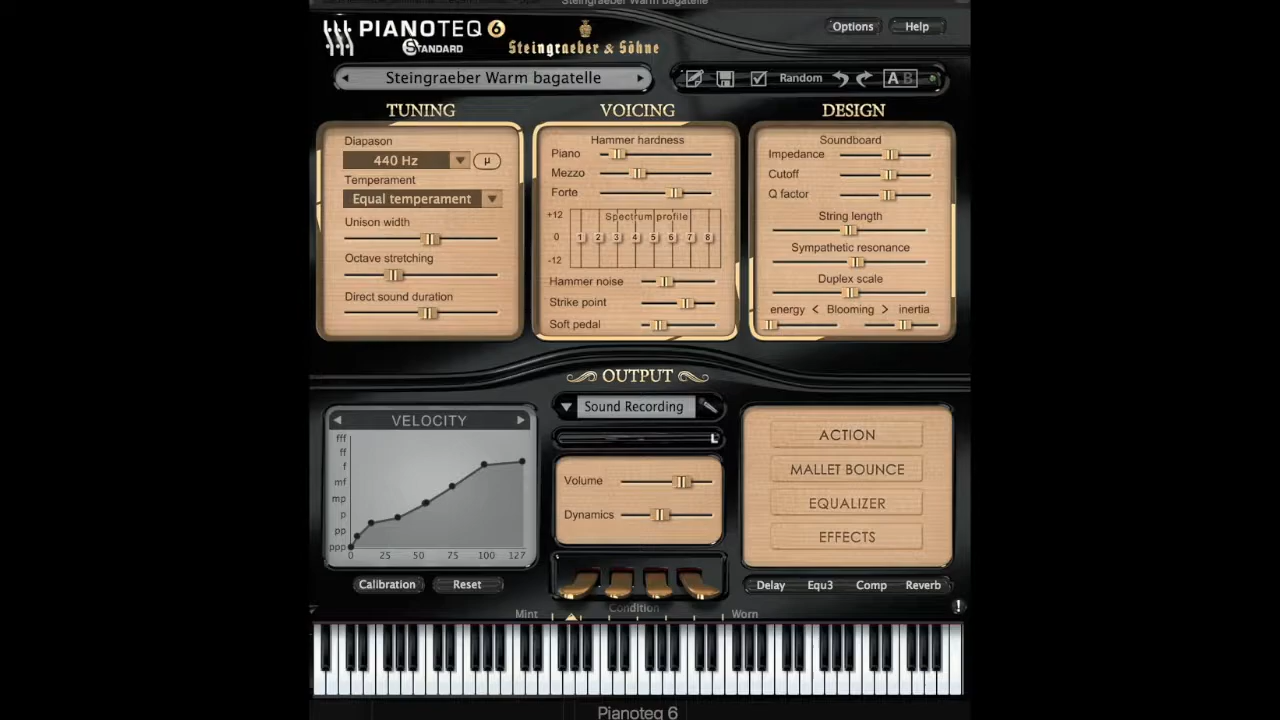 Steingraeber Warm bagatelle
PIANOTEQ 6
STANDARD
Steingraeber & Söhne
Options
Help
Steingraeber Warm bagatelle
Random
A B
TUNING
Diapason
440 Hz
μ
Temperament
Equal temperament
Unison width
Octave stretching
Direct sound duration
VOICING
Hammer hardness
Piano
Mezzo
Forte
Spectrum profile
+12
0
-12
1 2 3 4 5 6 7 8
Hammer noise
Strike point
Soft pedal
DESIGN
Soundboard
Impedance
Cutoff
Q factor
String length
Sympathetic resonance
Duplex scale
energy < Blooming > inertia
OUTPUT
VELOCITY
fff
ff
f
mf
mp
p
pp
ppp
0 25 50 75 100 127
Calibration
Reset
Sound Recording
L
Volume
Dynamics
ACTION
MALLET BOUNCE
EQUALIZER
EFFECTS
Delay
Equ3
Comp
Reverb
Mint
Condition
Worn
!
Pianoteq 6